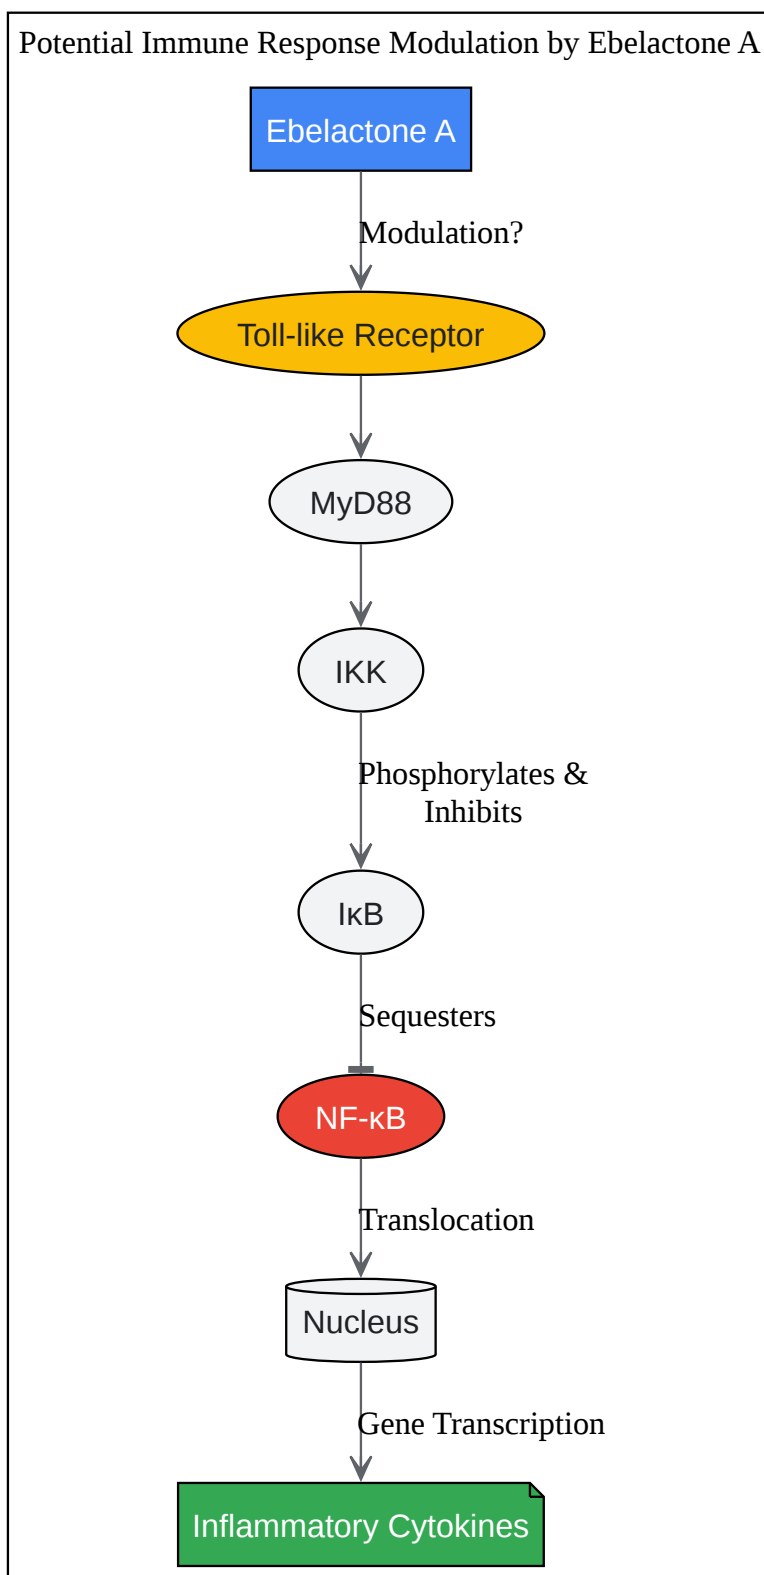 Potential Immune Response Modulation by Ebelactone A
Ebelactone A
Modulation?
Toll-like Receptor
MyD88
IKK
Phosphorylates &
Inhibits
IκB
Sequesters
NF-κB
Translocation
Nucleus
Gene Transcription
Inflammatory Cytokines